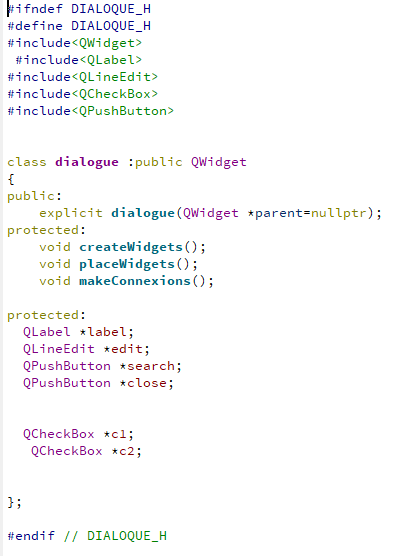 #ifndef DIALOQUE_H
#define DIALOQUE_H
#include<QWidget>
 #include<QLabel>
#include<QLineEdit>
#include<QCheckBox>
#include<QPushButton>
class dialogue :public QWidget
{
public:
    explicit dialogue(QWidget *parent=nullptr);
protected:
    void createWidgets();
    void placeWidgets();
    void makeConnexions();
protected:
  QLabel *label;
  QLineEdit *edit;
  QPushButton *search;
  QPushButton *close;
  QCheckBox *c1;
   QCheckBox *c2;
};
#endif // DIALOQUE_H